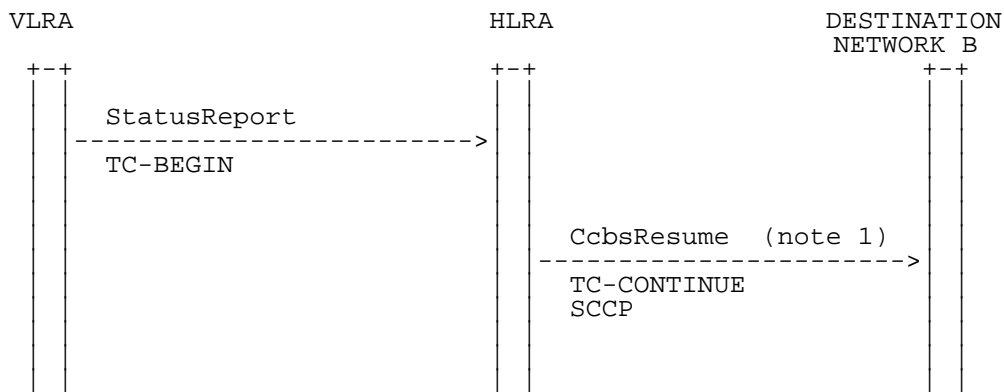 VLRA HLRA DESTINATION
NETWORK B
StatusReport
TC-BEGIN
CcbsResume (note 1)
TC-CONTINUE
SCCP